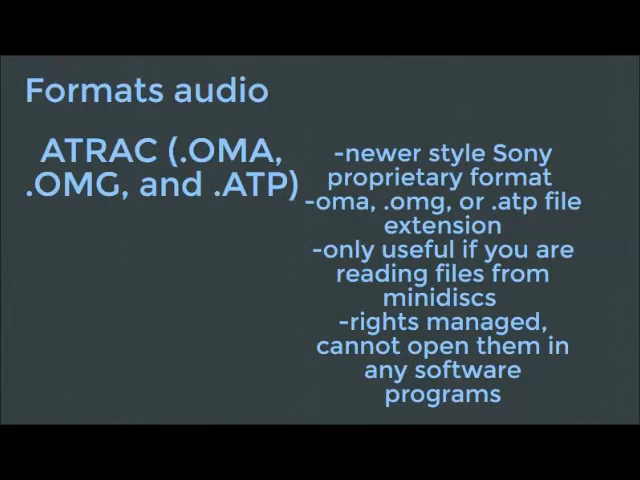 Formats audio
ATRAC (.OMA,
.OMG, and .ATP)
-newer style Sony
proprietary format
-oma, .omg, or .atp file
extension
-only useful if you are
reading files from
minidiscs
-rights managed,
cannot open them in
any software
programs